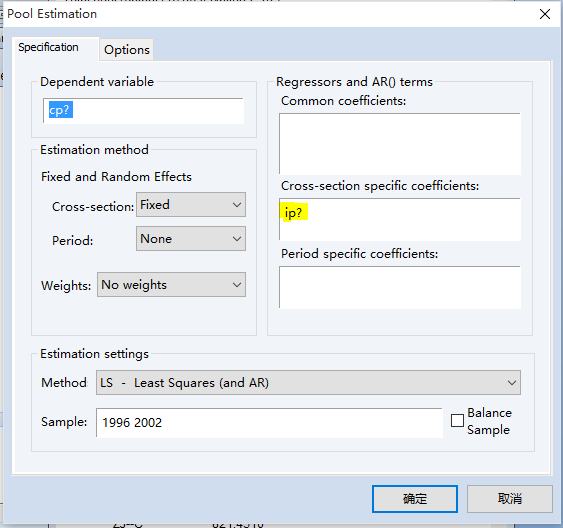 Pool Estimation
Specification
Options
Dependent variable
cp?
Estimation method
Fixed and Random Effects
Cross-section: Fixed
Period: None
Weights: No weights
Regressors and AR() terms
Common coefficients:
Cross-section specific coefficients:
ip?
Period specific coefficients:
Estimation settings
Method LS - Least Squares (and AR)
Sample: 1996 2002
Balance
Sample
确定
取消